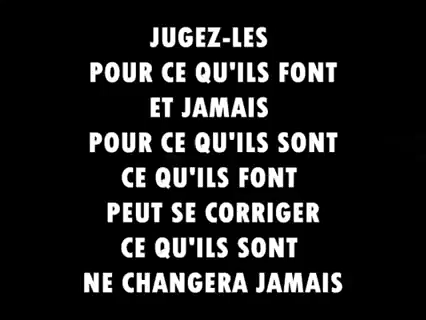 JUGEZ-LES
POUR CE QU'ILS FONT
ET JAMAIS
POUR CE QU'ILS SONT
CE QU'ILS FONT
PEUT SE CORRIGER
CE QU'ILS SONT
NE CHANGERA JAMAIS